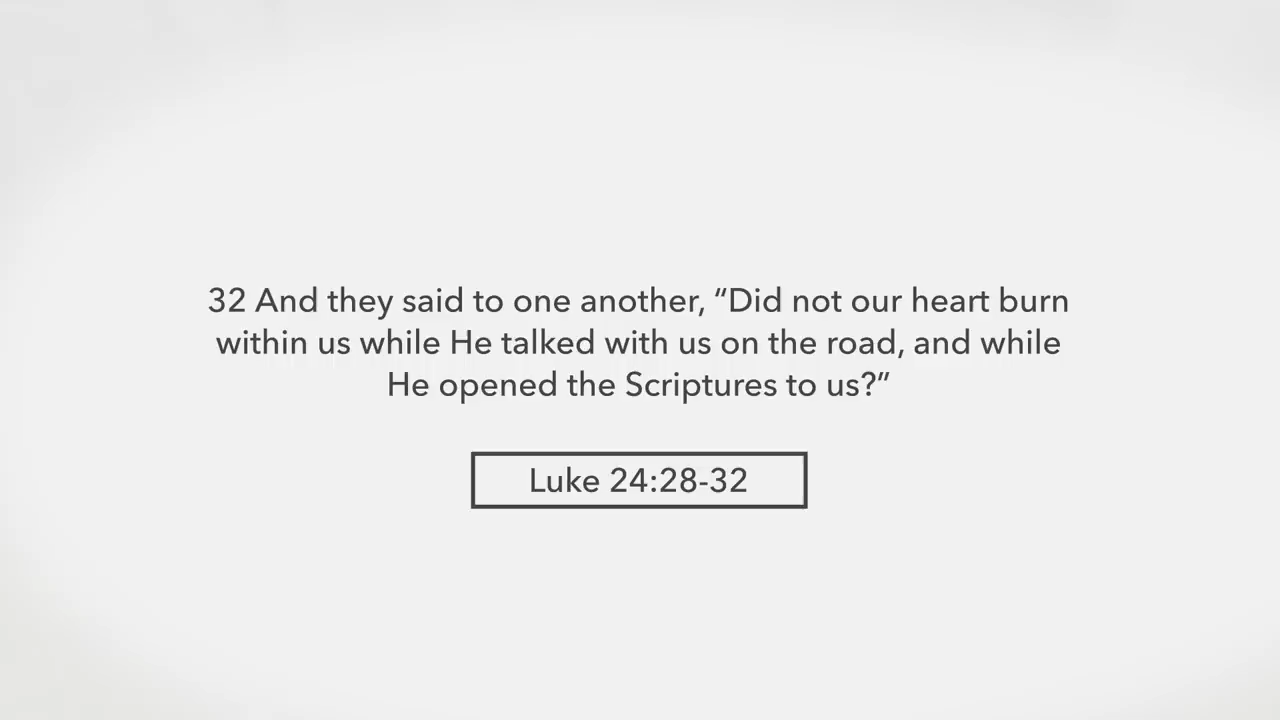 32 And they said to one another, “Did not our heart burn
within us while He talked with us on the road, and while
He opened the Scriptures to us?”
Luke 24:28-32